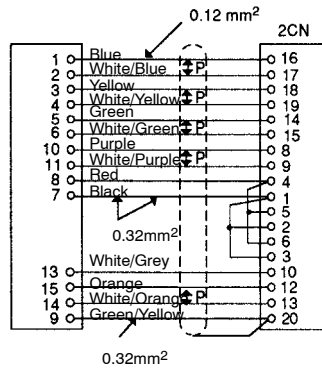 0.12 mm²
2CN
1 Blue 16
2 White/Blue P 17
3 Yellow 18
4 White/Yellow P 19
5 Green 14
6 White/Green P 15
10 Purple 8
11 White/Purple P 9
8 Red 4
7 Black 1
5
2
0.32mm²
6
3
13 White/Grey 10
15 Orange 12
14 White/Orang P 13
9 Green/Yellow 20
0.32mm²